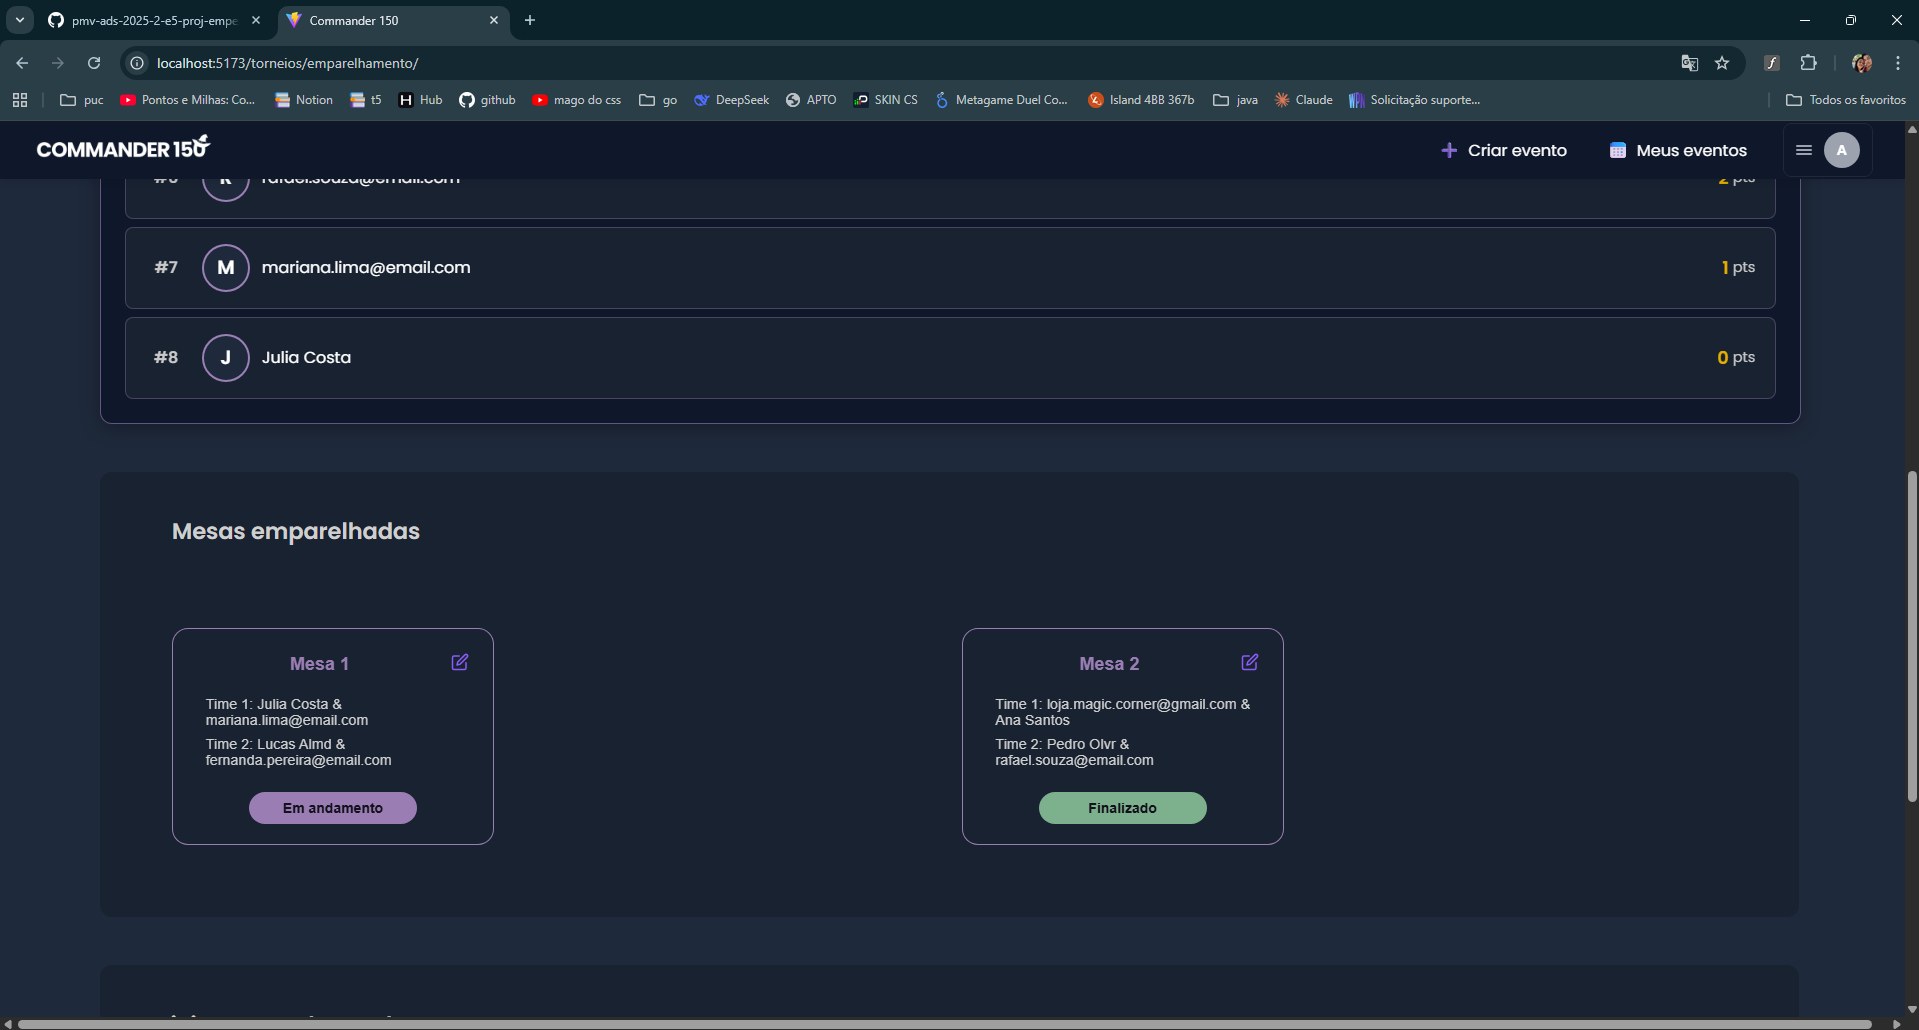 pmv-ads-2025-2-e5-proj-empe
Commander 150
localhost:5173/torneios/emparelhamento/
puc
Pontos e Milhas: Co...
Notion
t5
Hub
github
mago do css
go
DeepSeek
APTO
SKIN CS
Metagame Duel Co...
Island 4BB 367b
java
Claude
Solicitação suporte...
Todos os favoritos
COMMANDER 150
Criar evento
Meus eventos
A
#6 R rafael.souza@email.com 2 pts
#7 M mariana.lima@email.com 1 pts
#8 J Julia Costa 0 pts
Mesas emparelhadas
Mesa 1
Time 1: Julia Costa &
mariana.lima@email.com
Time 2: Lucas Almd &
fernanda.pereira@email.com
Em andamento
Mesa 2
Time 1: loja.magic.corner@gmail.com &
Ana Santos
Time 2: Pedro Olvr &
rafael.souza@email.com
Finalizado